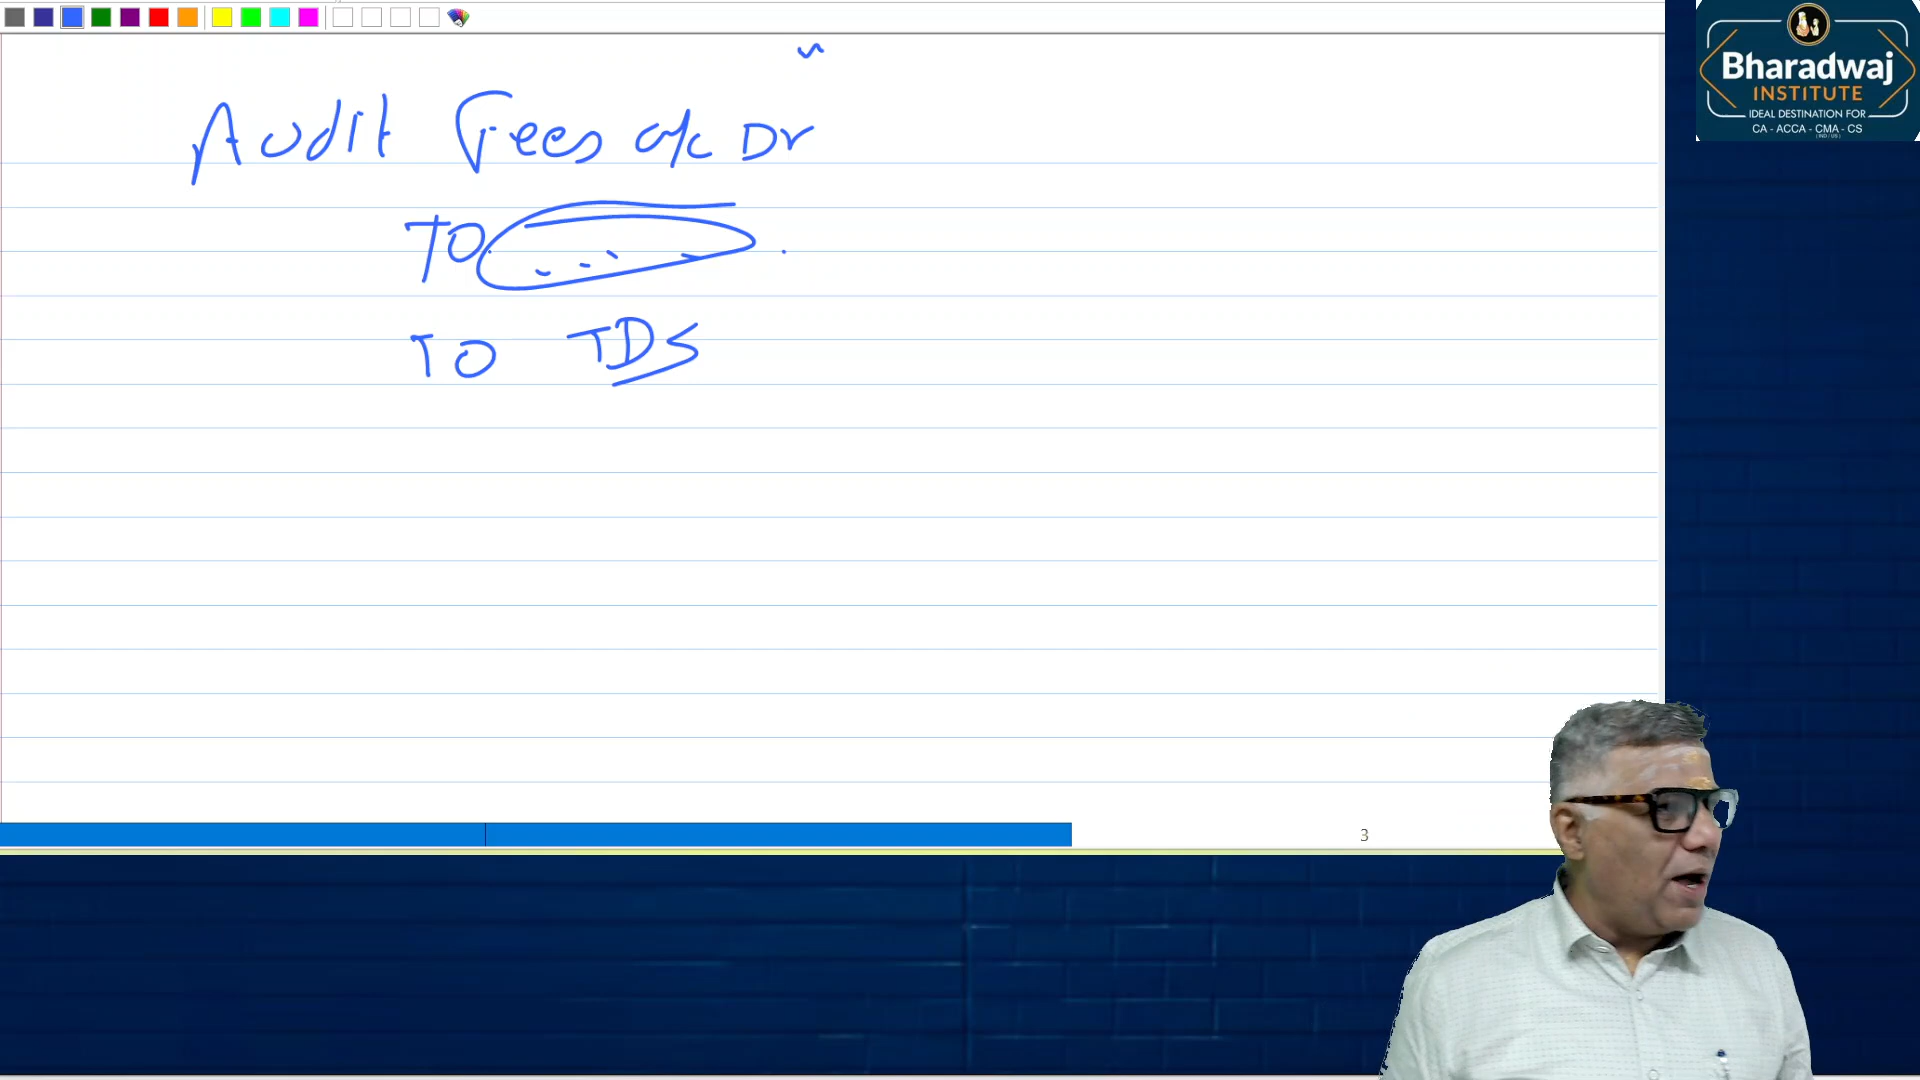 Bharadwaj
INSTITUTE
IDEAL DESTINATION FOR
CA - ACCA - CMA - CS
Audit Fees a/c Dr
TO
TO TDS
3